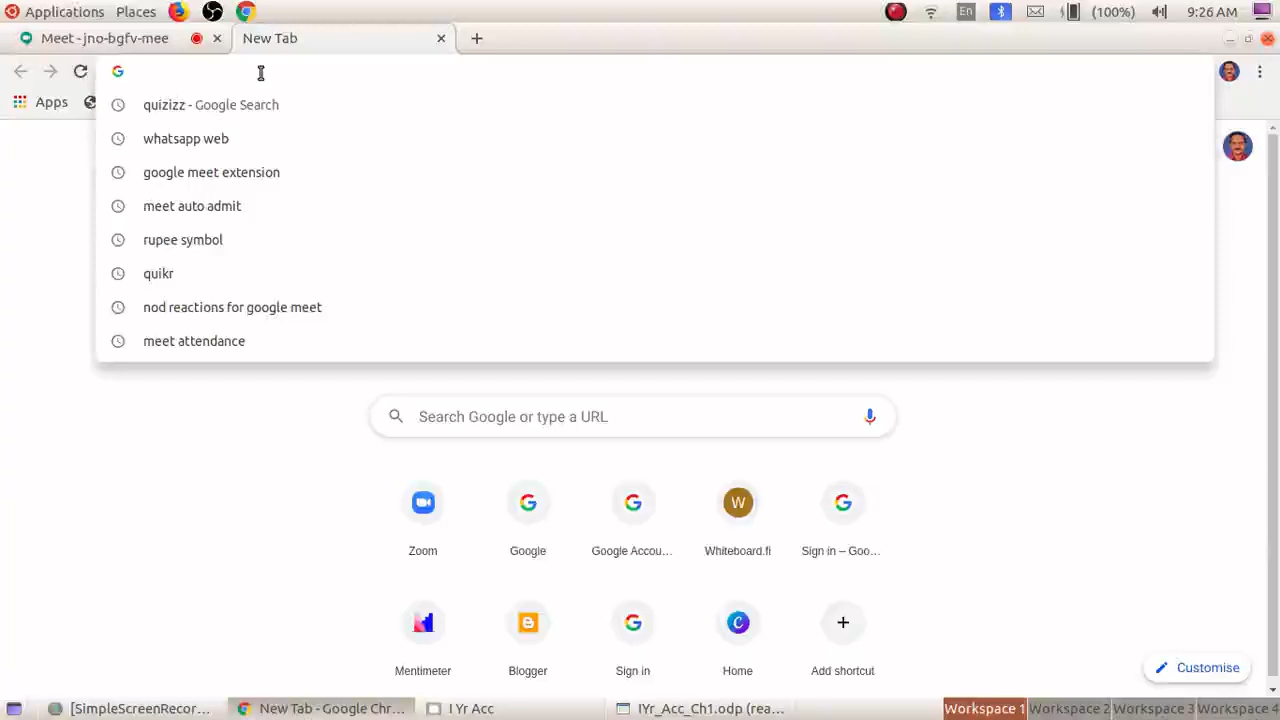 Applications Places En (100%) 9:26 AM
Meet - jno-bgfv-mee New Tab
Apps
quizizz - Google Search
whatsapp web
google meet extension
meet auto admit
rupee symbol
quikr
nod reactions for google meet
meet attendance
Search Google or type a URL
W
Zoom Google Google Accou... Whiteboard.fi Sign in – Goo...
Mentimeter Blogger Sign in Home Add shortcut
Customise
[SimpleScreenRecor... New Tab - Google Chr... I Yr Acc IYr_Acc_Ch1.odp (rea... Workspace 1 Workspace 2 Workspace 3 Workspace 4